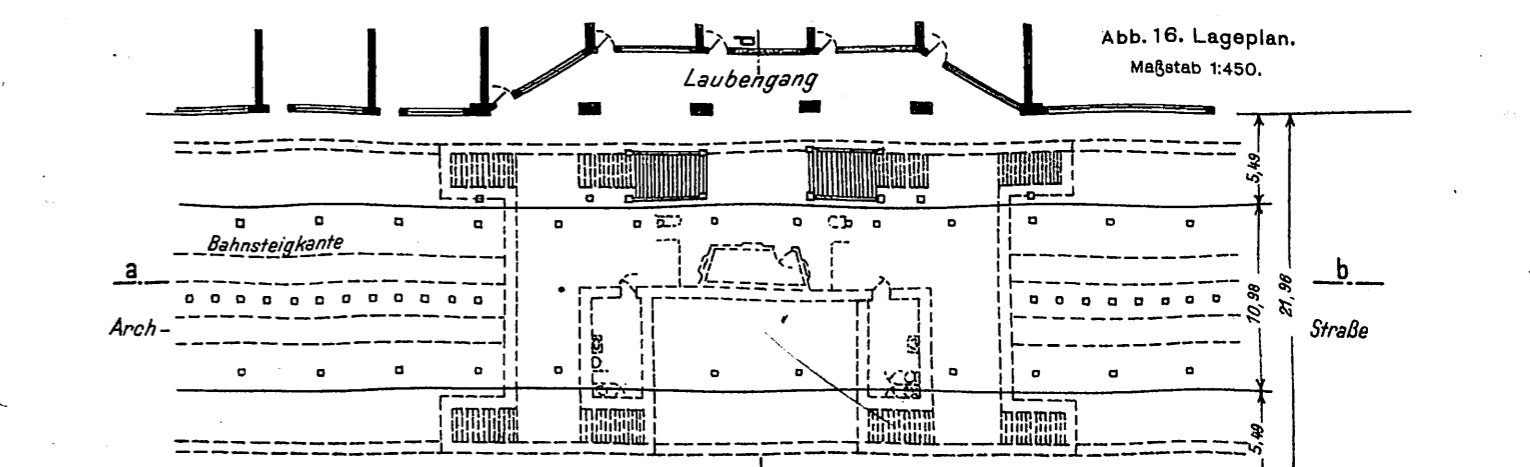 Abb. 16. Lageplan.
Maßstab 1:450.
d
Laubengang
5,49
Bahnsteigkante
a
b
10,98
21,98
Arch-
Straße
5,49